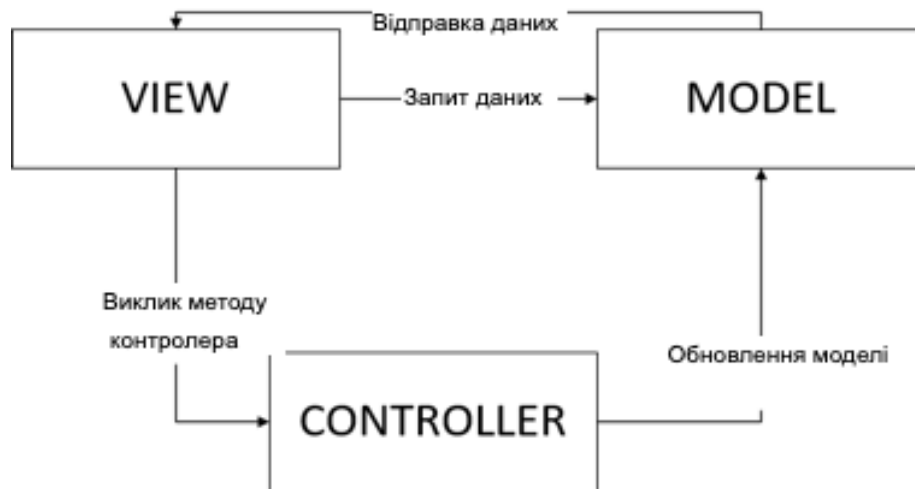 Відправка даних
VIEW
Запит даних
MODEL
Виклик методу
контролера
Обновлення моделі
CONTROLLER